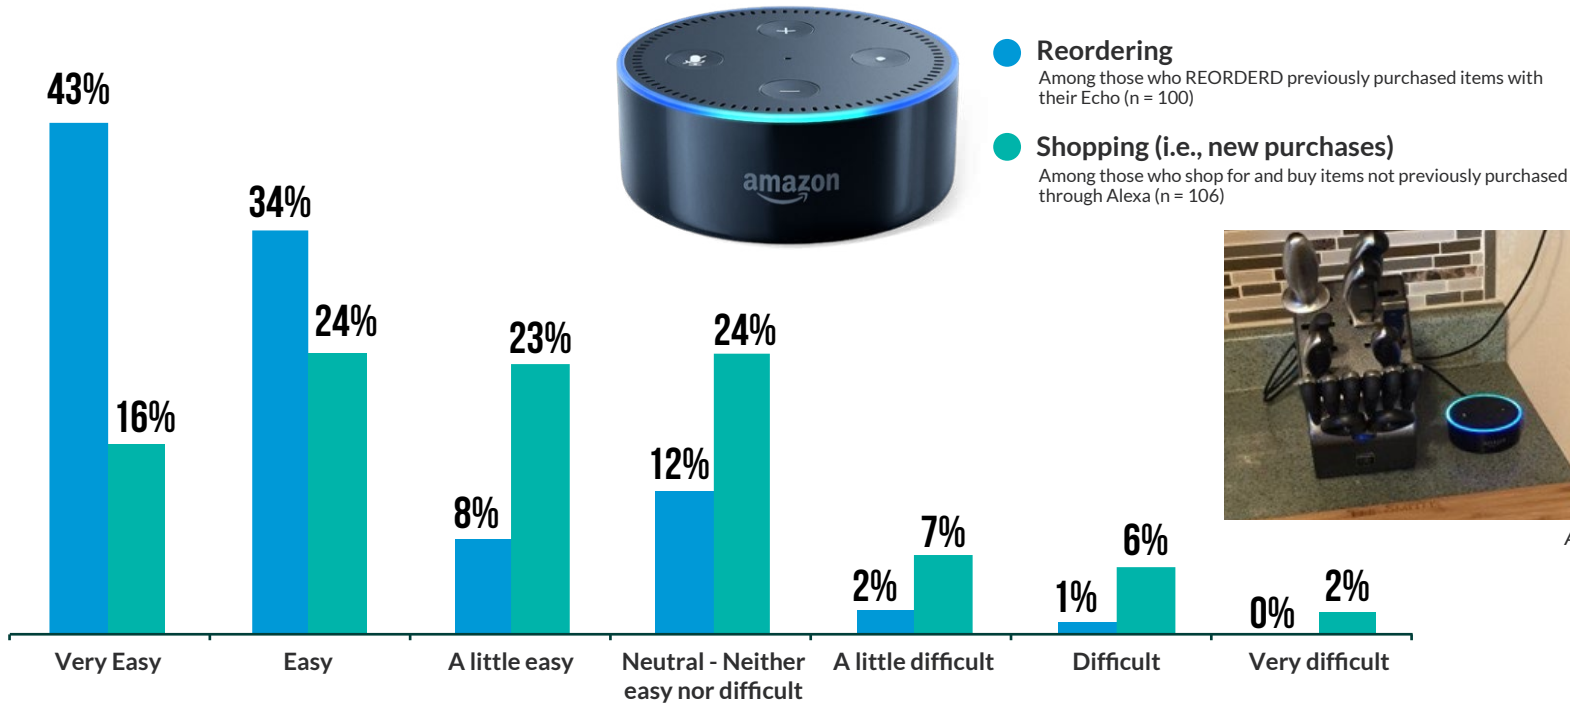 43%
16%
34%
24%
8%
23%
12%
24%
2%
7%
1%
6%
0%
2%
Very Easy
Easy
A little easy
Neutral - Neither
easy nor difficult
A little difficult
Difficult
Very difficult
amazon
Reordering
Among those who REORDERD previously purchased items with
their Echo (n = 100)
Shopping (i.e., new purchases)
Among those who shop for and buy items not previously purchased
through Alexa (n = 106)
amazon
A